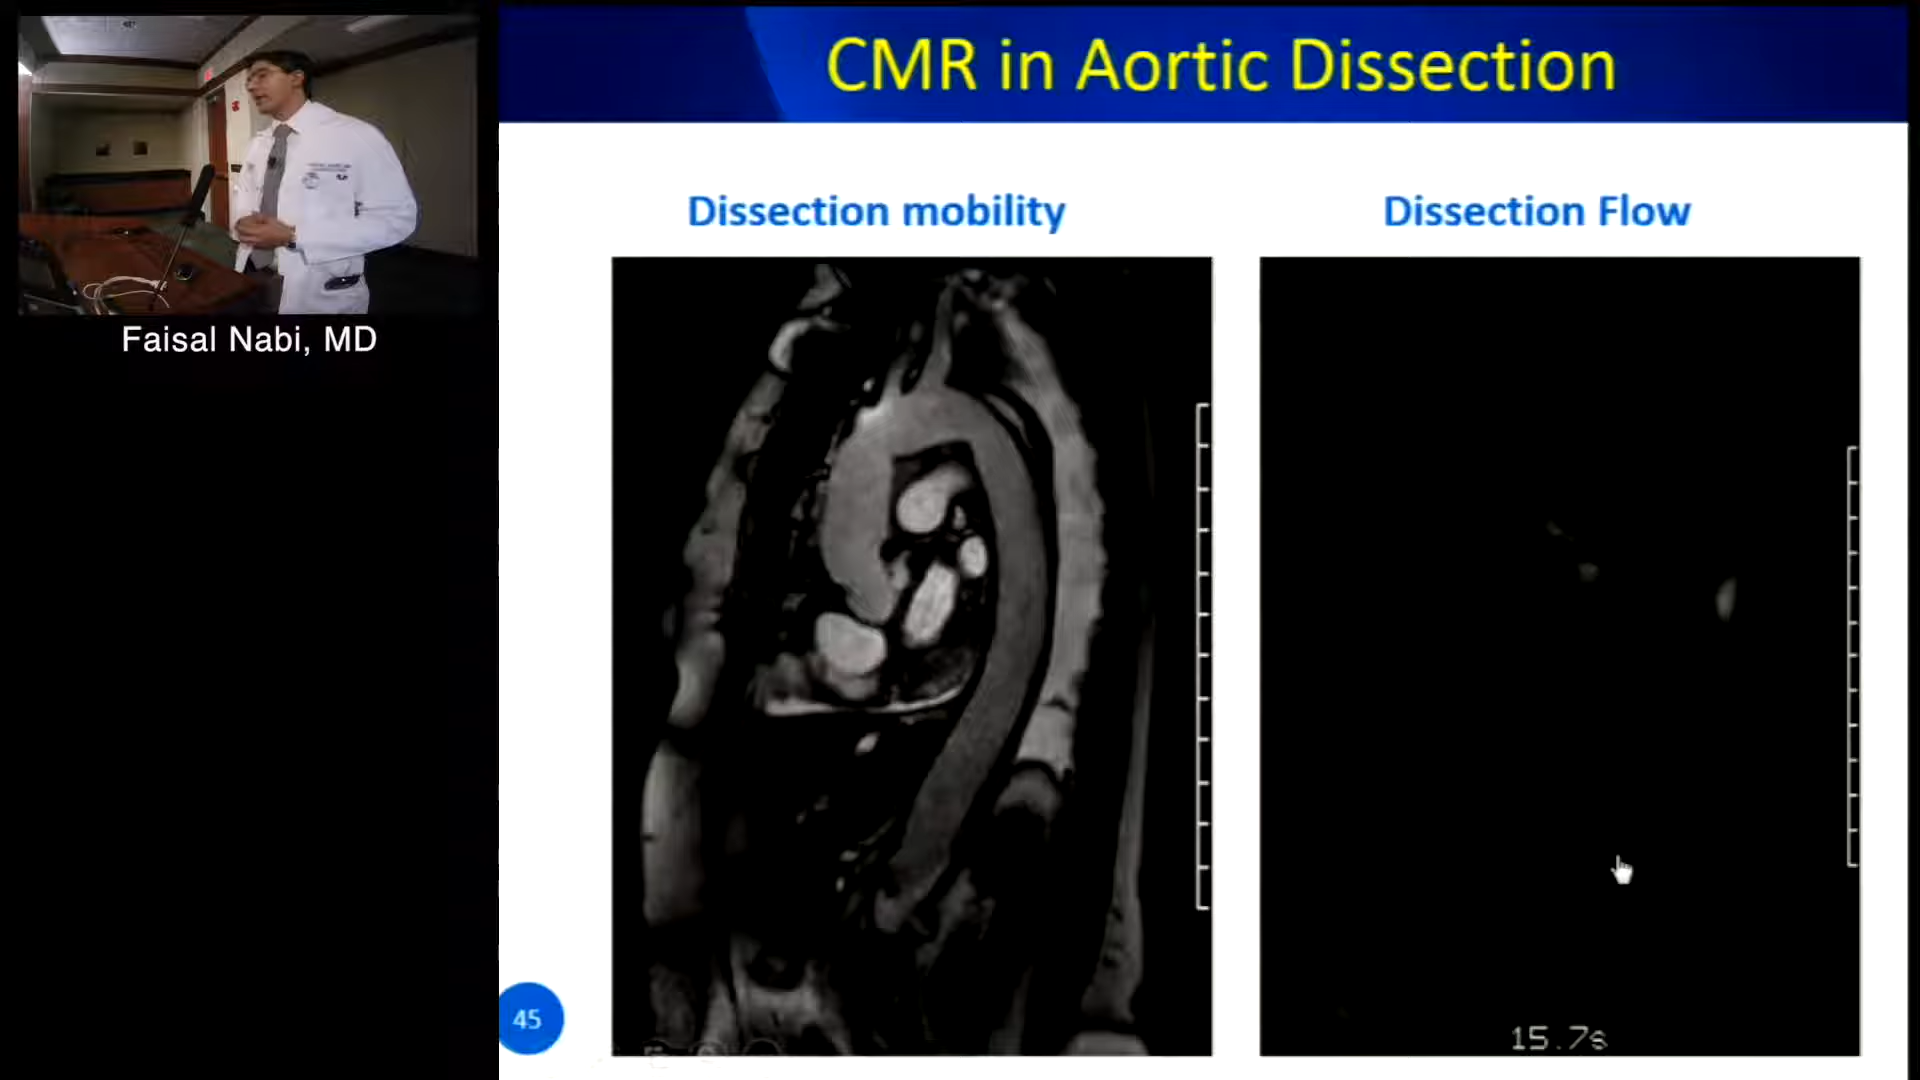 CMR in Aortic Dissection
Faisal Nabi, MD
Dissection mobility
Dissection Flow
45
15.7s